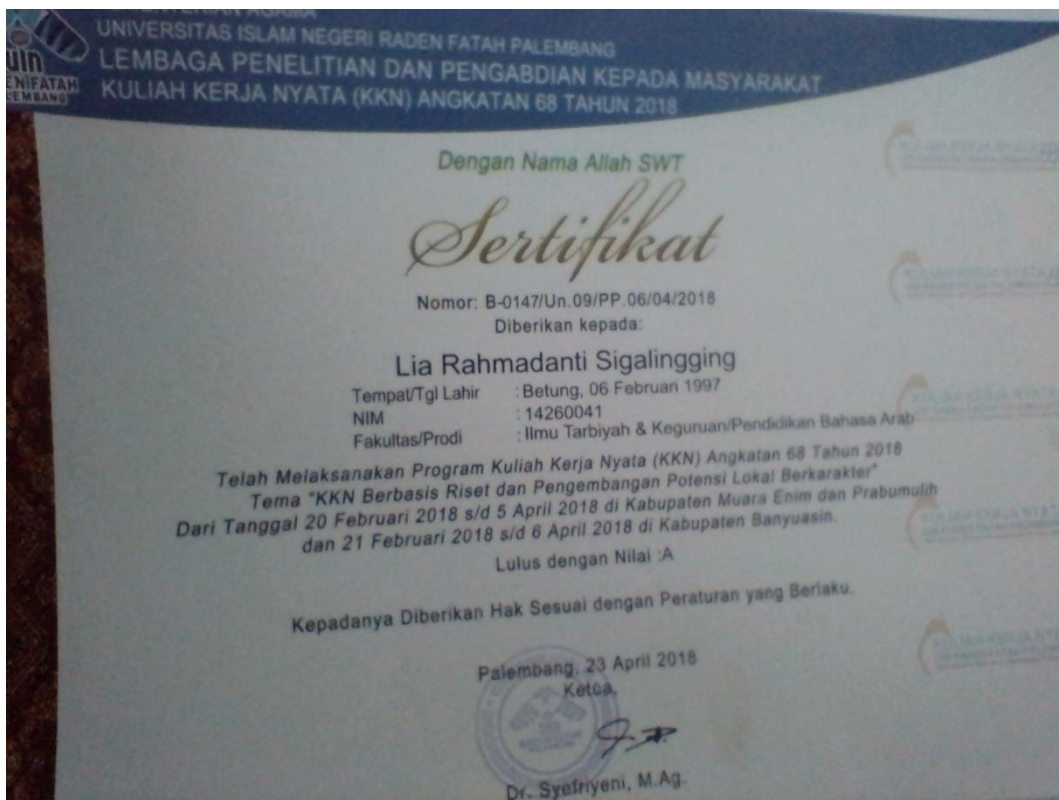 UNIVERSITAS ISLAM NEGERI RADEN FATAH PALEMBANG
LEMBAGA PENELITIAN DAN PENGABDIAN KEPADA MASYARAKAT
KULIAH KERJA NYATA (KKN) ANGKATAN 68 TAHUN 2018
Dengan Nama Allah SWT
Sertifikat
Nomor: B-0147/Un.09/PP.06/04/2018
Diberikan kepada:
Lia Rahmadanti Sigalingging
Tempat/Tgl Lahir : Betung, 06 Februari 1997
NIM : 14260041
Fakultas/Prodi : Ilmu Tarbiyah & Keguruan/Pendidikan Bahasa Arab
Telah Melaksanakan Program Kuliah Kerja Nyata (KKN) Angkatan 68 Tahun 2018
Tema "KKN Berbasis Riset dan Pengembangan Potensi Lokal Berkarakter"
Dari Tanggal 20 Februari 2018 s/d 5 April 2018 di Kabupaten Muara Enim dan Prabumulih
dan 21 Februari 2018 s/d 6 April 2018 di Kabupaten Banyuasin.
Lulus dengan Nilai :A
Kepadanya Diberikan Hak Sesuai dengan Peraturan yang Berlaku.
Palembang, 23 April 2018
Ketua,
Dr. Syefriyeni, M.Ag.